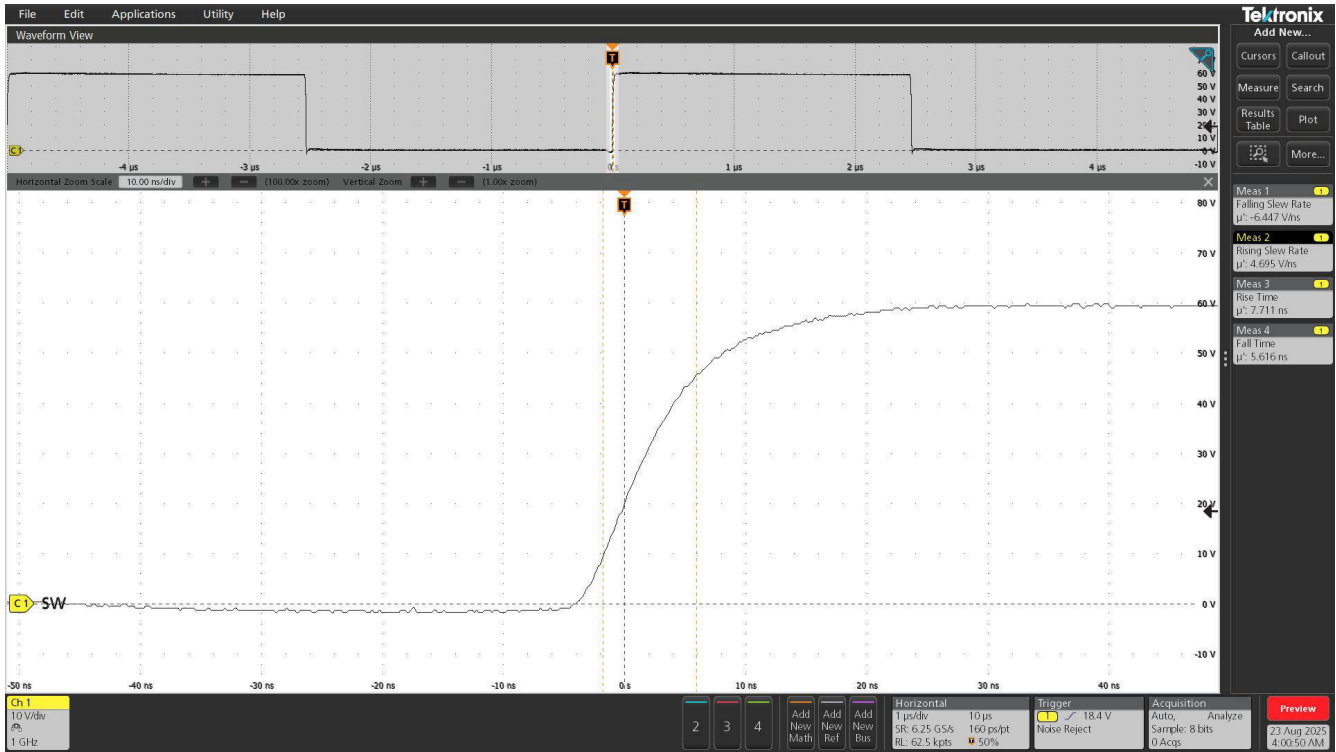 File Edit Applications Utility Help
Tektronix
Waveform View
Add New...
T
Cursors Callout
Measure Search
Results Table Plot
More...
60 V
50 V
40 V
30 V
10 V
0 V
-10 V
C1
-4 µs -3 µs -2 µs -1 µs 0 s 1 µs 2 µs 3 µs 4 µs
Horizontal Zoom Scale 10.00 ns/div + — (100.00x zoom) Vertical Zoom + — (1.00x zoom) ×
Meas 1 1
Falling Slew Rate
µ': -6.447 V/ns
Meas 2 1
Rising Slew Rate
µ': 4.695 V/ns
Meas 3 1
Rise Time
µ': 7.711 ns
Meas 4 1
Fall Time
µ': 5.616 ns
T
80 V
70 V
60 V
50 V
40 V
30 V
20 V
10 V
C1 SW
0 V
-10 V
-50 ns -40 ns -30 ns -20 ns -10 ns 0 s 10 ns 20 ns 30 ns 40 ns
Ch 1
10 V/div
1 GHz
2 3 4
Add New Math
Add New Ref
Add New Bus
Horizontal
1 µs/div 10 µs
SR: 6.25 GS/s 160 ps/pt
RL: 62.5 kpts 50%
Trigger
1 18.4 V
Noise Reject
Acquisition
Auto, Analyze
Sample: 8 bits
0 Acqs
Preview
23 Aug 2025
4:00:50 AM